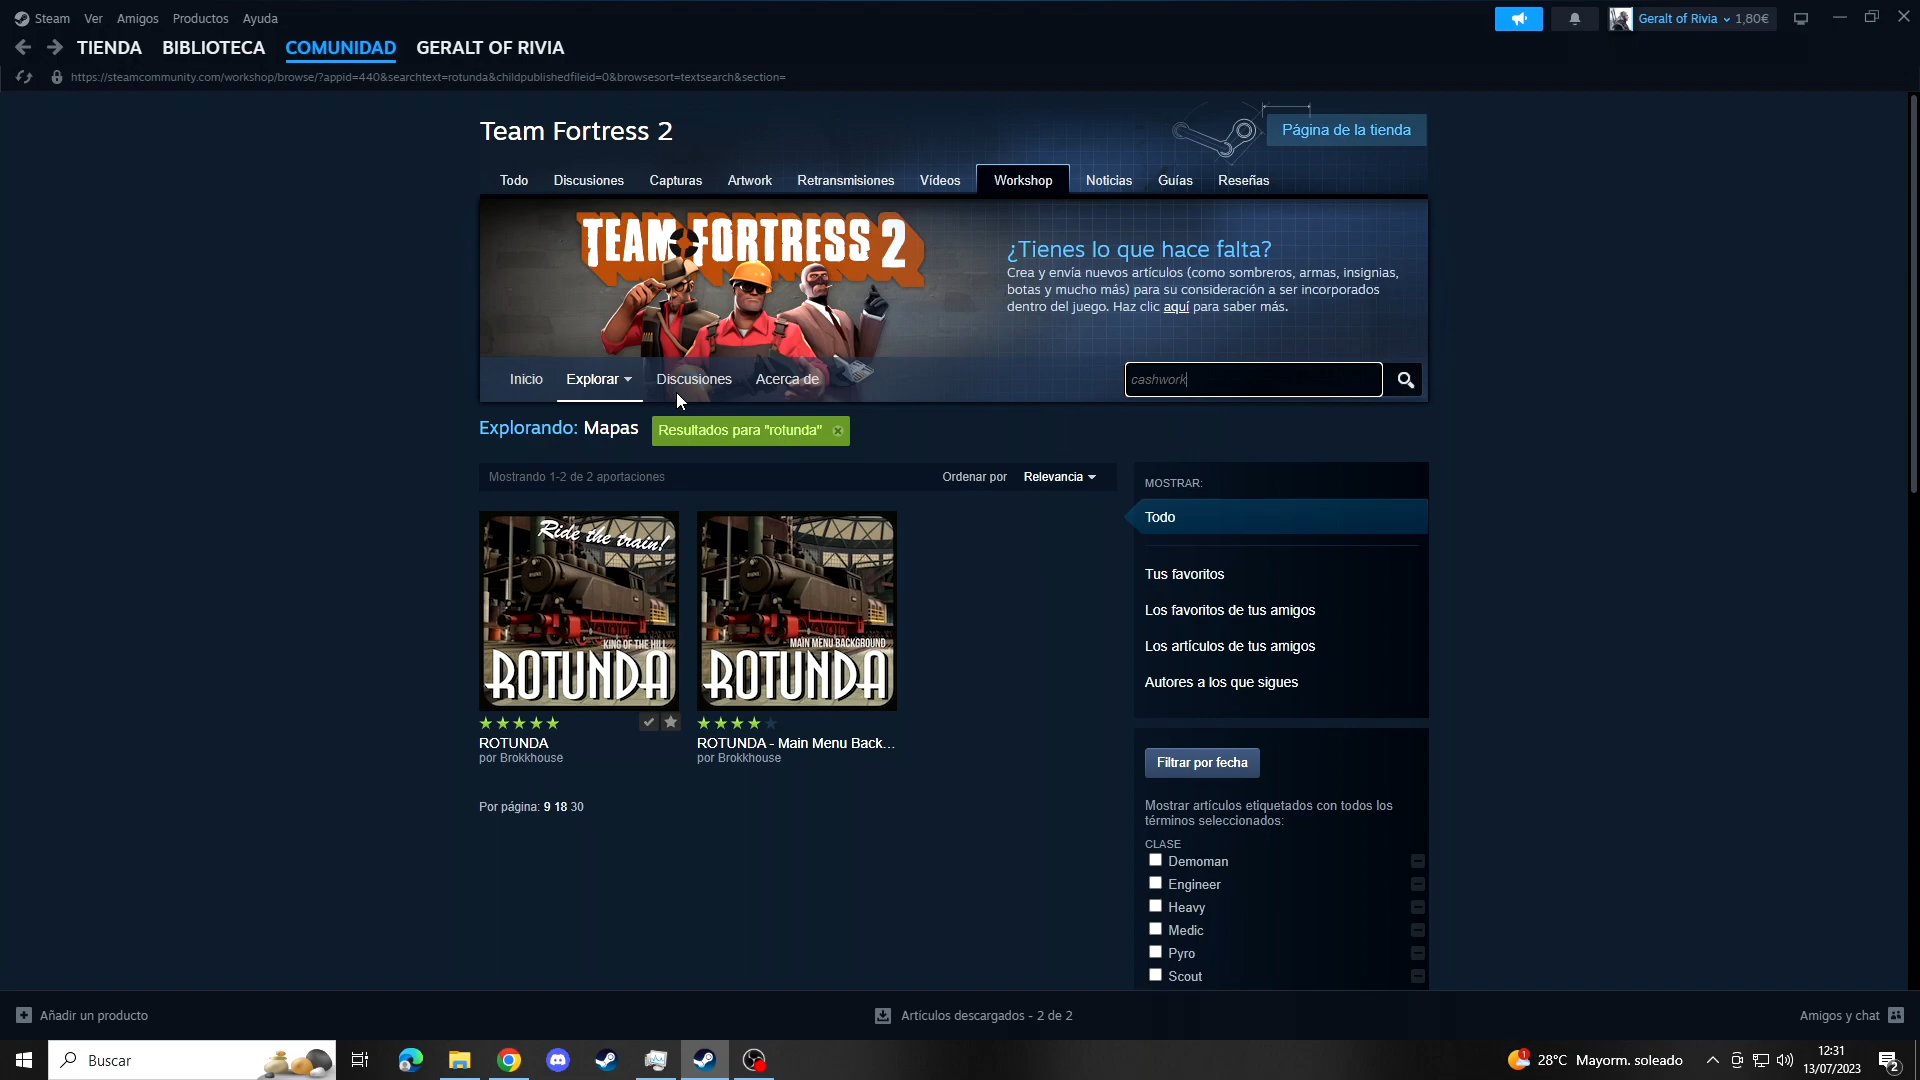 Steam Ver Amigos Productos Ayuda
Geralt of Rivia 1,80€
TIENDA BIBLIOTECA COMUNIDAD GERALT OF RIVIA
https://steamcommunity.com/workshop/browse/?appid=440&searchtext=rotunda&childpublishedfileid=0&browsesort=textsearch&section=
Team Fortress 2
Página de la tienda
Todo Discusiones Capturas Artwork Retransmisiones Vídeos Workshop Noticias Guías Reseñas
TEAM FORTRESS 2
¿Tienes lo que hace falta?
Crea y envía nuevos artículos (como sombreros, armas, insignias,
botas y mucho más) para su consideración a ser incorporados
dentro del juego. Haz clic aquí para saber más.
Inicio Explorar Discusiones Acerca de
cashwork
Explorando: Mapas Resultados para "rotunda"
Mostrando 1-2 de 2 aportaciones
Ordenar por Relevancia
Ride the train!
KING OF THE HILL
ROTUNDA
MAIN MENU BACKGROUND
ROTUNDA
ROTUNDA
por Brokkhouse
ROTUNDA - Main Menu Back...
por Brokkhouse
Por página: 9 18 30
MOSTRAR:
Todo
Tus favoritos
Los favoritos de tus amigos
Los artículos de tus amigos
Autores a los que sigues
Filtrar por fecha
Mostrar artículos etiquetados con todos los
términos seleccionados:
CLASE
Demoman
Engineer
Heavy
Medic
Pyro
Scout
Añadir un producto
Artículos descargados - 2 de 2
Amigos y chat
Buscar
1
28°C Mayorm. soleado
12:31
13/07/2023
2